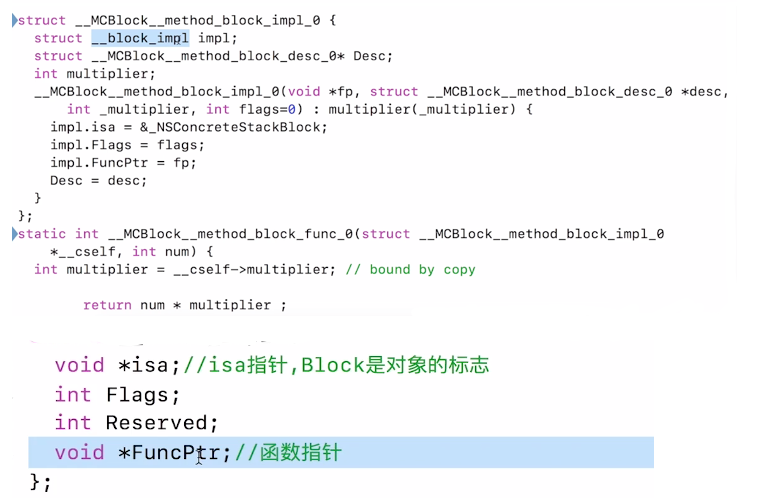 struct __MCBlock__method_block_impl_0 {
struct __block_impl impl;
struct __MCBlock__method_block_desc_0* Desc;
int multiplier;
__MCBlock__method_block_impl_0(void *fp, struct __MCBlock__method_block_desc_0 *desc,
int _multiplier, int flags=0) : multiplier(_multiplier) {
impl.isa = &_NSConcreteStackBlock;
impl.Flags = flags;
impl.FuncPtr = fp;
Desc = desc;
}
};
static int __MCBlock__method_block_func_0(struct __MCBlock__method_block_impl_0
*__cself, int num) {
int multiplier = __cself->multiplier; // bound by copy
return num * multiplier ;
void *isa;//isa指针,Block是对象的标志
int Flags;
int Reserved;
void *FuncPtr;//函数指针
};